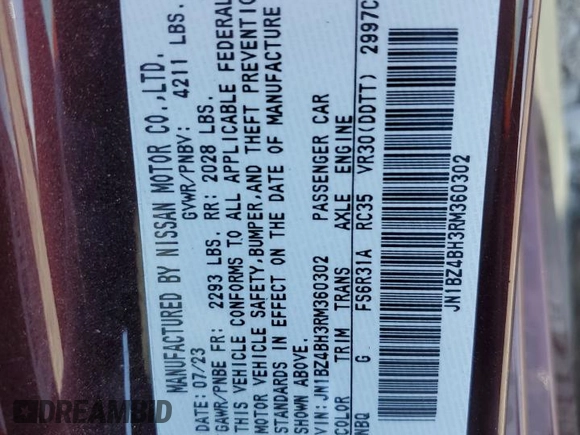 MANUFACTURED BY NISSAN MOTOR CO.,LTD.
DATE: 07/23 GVWR/PNBV: 4211 LBS.
GAWR/PNBE FR: 2293 LBS. RR: 2028 LBS.
THIS VEHICLE CONFORMS TO ALL APPLICABLE FEDERAL
MOTOR VEHICLE SAFETY,BUMPER,AND THEFT PREVENTION
STANDARDS IN EFFECT ON THE DATE OF MANUFACTURE
SHOWN ABOVE.
VIN: JN1BZ4BH3RM360302 PASSENGER CAR
COLOR TRIM TRANS AXLE ENGINE
NBQ G FS6R31A RC35 VR30(DDTT) 2997C
JN1BZ4BH3RM360302
DREAMBID